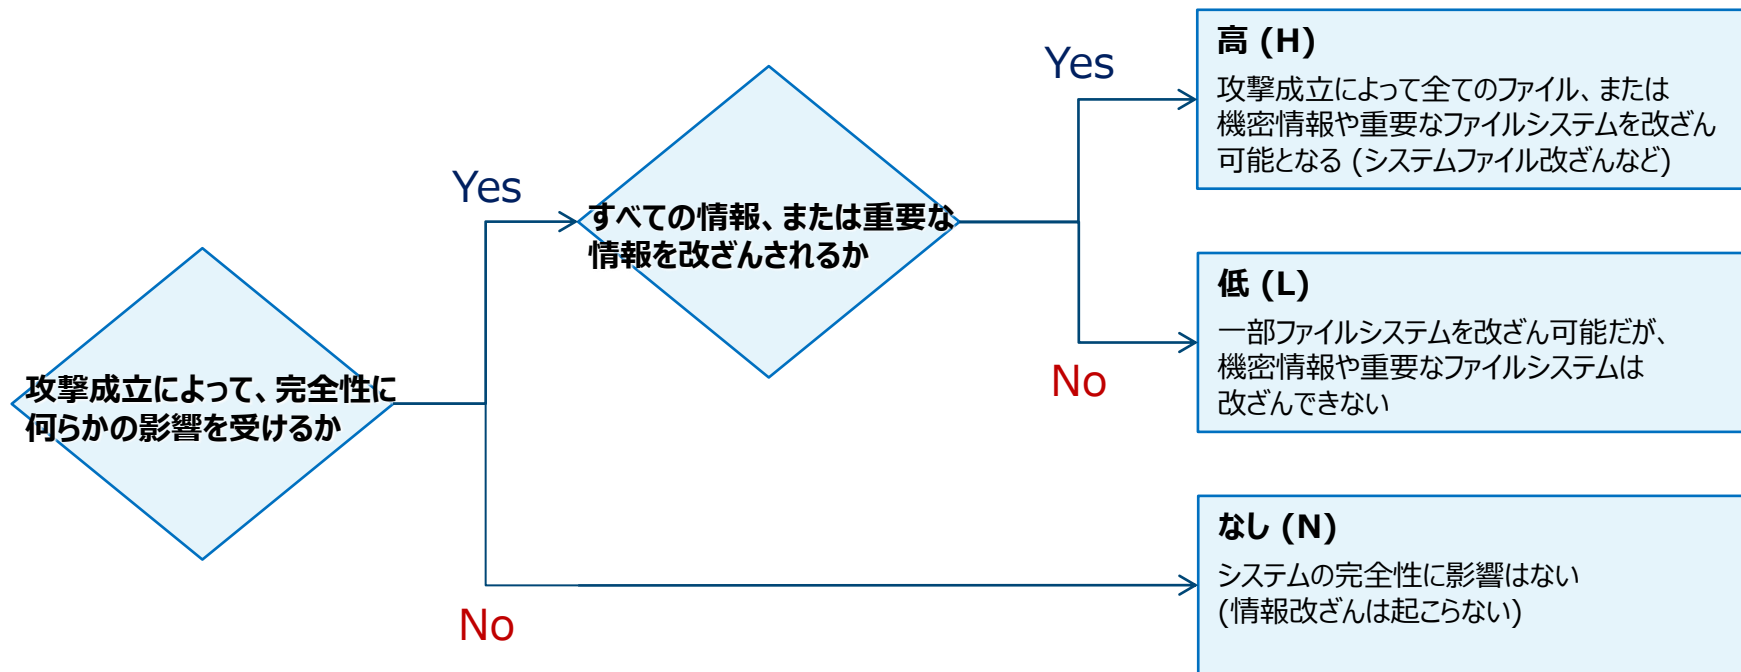 攻撃成立によって、完全性に
何らかの影響を受けるか
Yes
No
すべての情報、または重要な
情報を改ざんされるか
Yes
No
高 (H)
攻撃成立によって全てのファイル、または
機密情報や重要なファイルシステムを改ざん
可能となる (システムファイル改ざんなど)
低 (L)
一部ファイルシステムを改ざん可能だが、
機密情報や重要なファイルシステムは
改ざんできない
なし (N)
システムの完全性に影響はない
(情報改ざんは起こらない)